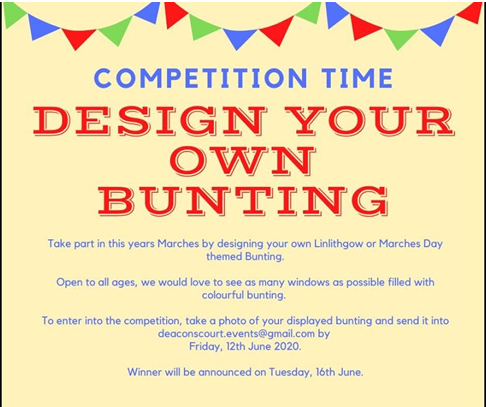 COMPETITION TIME
DESIGN YOUR
OWN
BUNTING
Take part in this years Marches by designing your own Linlithgow or Marches Day
themed Bunting.
Open to all ages, we would love to see as many windows as possible filled with
colourful bunting.
To enter into the competition, take a photo of your displayed bunting and send it into
deaconscourt.events@gmail.com by
Friday, 12th June 2020.
Winner will be announced on Tuesday, 16th June.